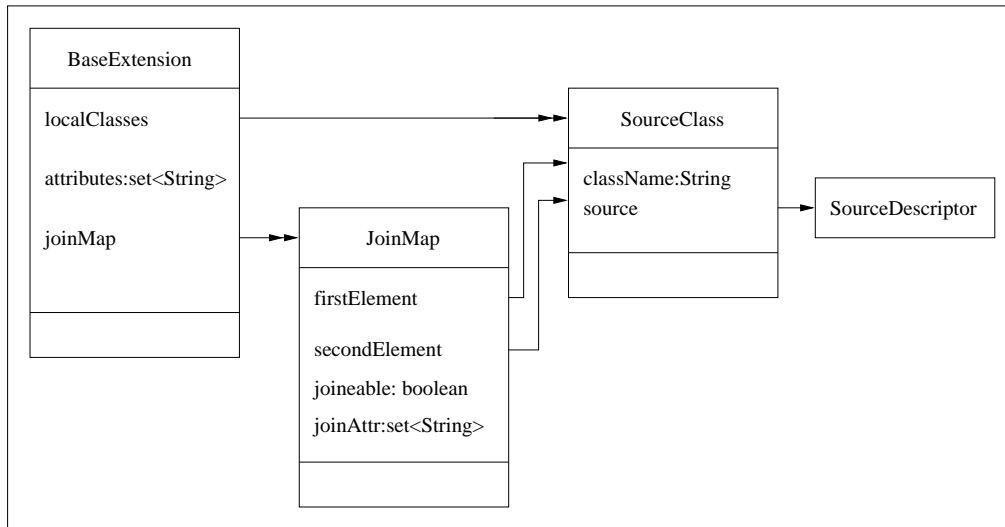 BaseExtension
localClasses
attributes:set<String>
joinMap
JoinMap
firstElement
secondElement
joineable: boolean
joinAttr:set<String>
SourceClass
className:String
source
SourceDescriptor